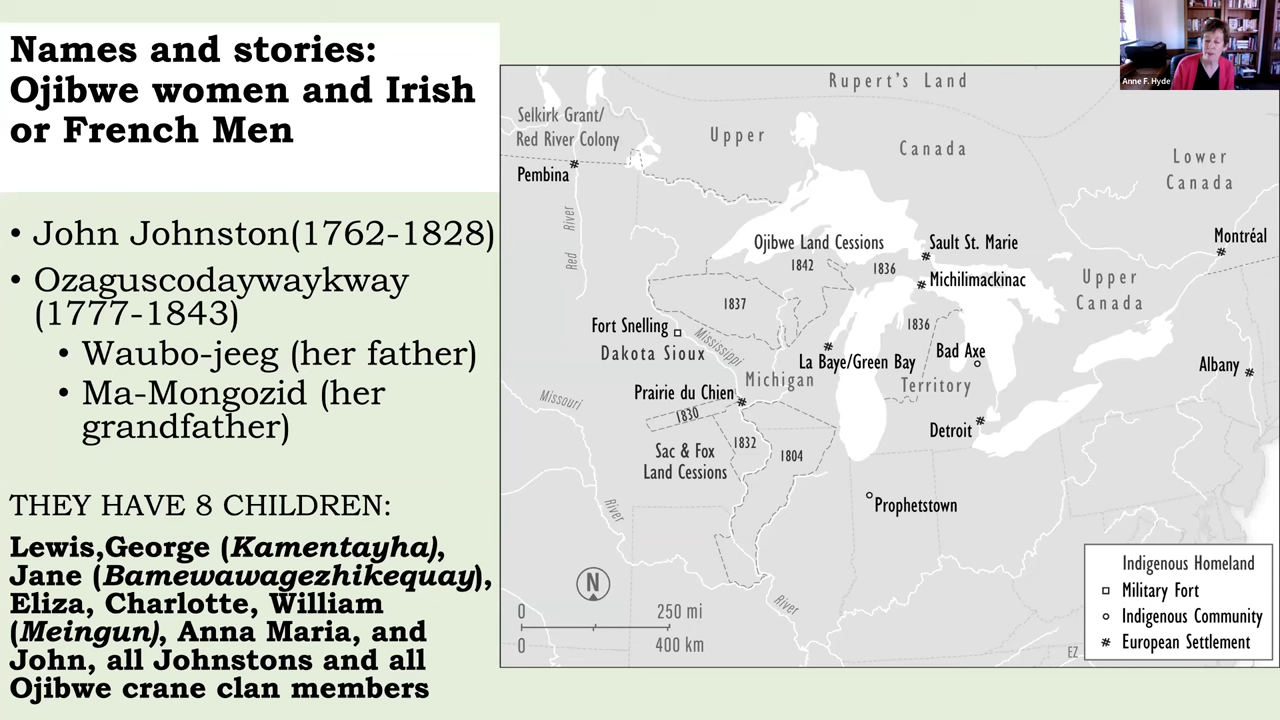 Names and stories:
Ojibwe women and Irish
or French Men
• John Johnston(1762-1828)
• Ozaguscodaywaykway
(1777-1843)
• Waubo-jeeg (her father)
• Ma-Mongozid (her
grandfather)
THEY HAVE 8 CHILDREN:
Lewis,George (Kamentayha),
Jane (Bamewawagezhikequay),
Eliza, Charlotte, William
(Meingun), Anna Maria, and
John, all Johnstons and all
Ojibwe crane clan members
Anne F. Hyde
Rupert's Land
Selkirk Grant/
Red River Colony
Upper
Canada
Lower
Canada
Pembina
Red River
Montréal
Ojibwe Land Cessions
Sault St. Marie
1842
1836
Michilimackinac
Upper
Canada
1837
1836
Fort Snelling
Dakota Sioux
Mississippi
La Baye/Green Bay
Bad Axe
Albany
Michigan
Territory
Missouri
Prairie du Chien
1830
Detroit
1832
1804
Sac & Fox
Land Cessions
Prophetstown
River
River
N
0 250 mi
0 400 km
Indigenous Homeland
Military Fort
Indigenous Community
European Settlement
EZ